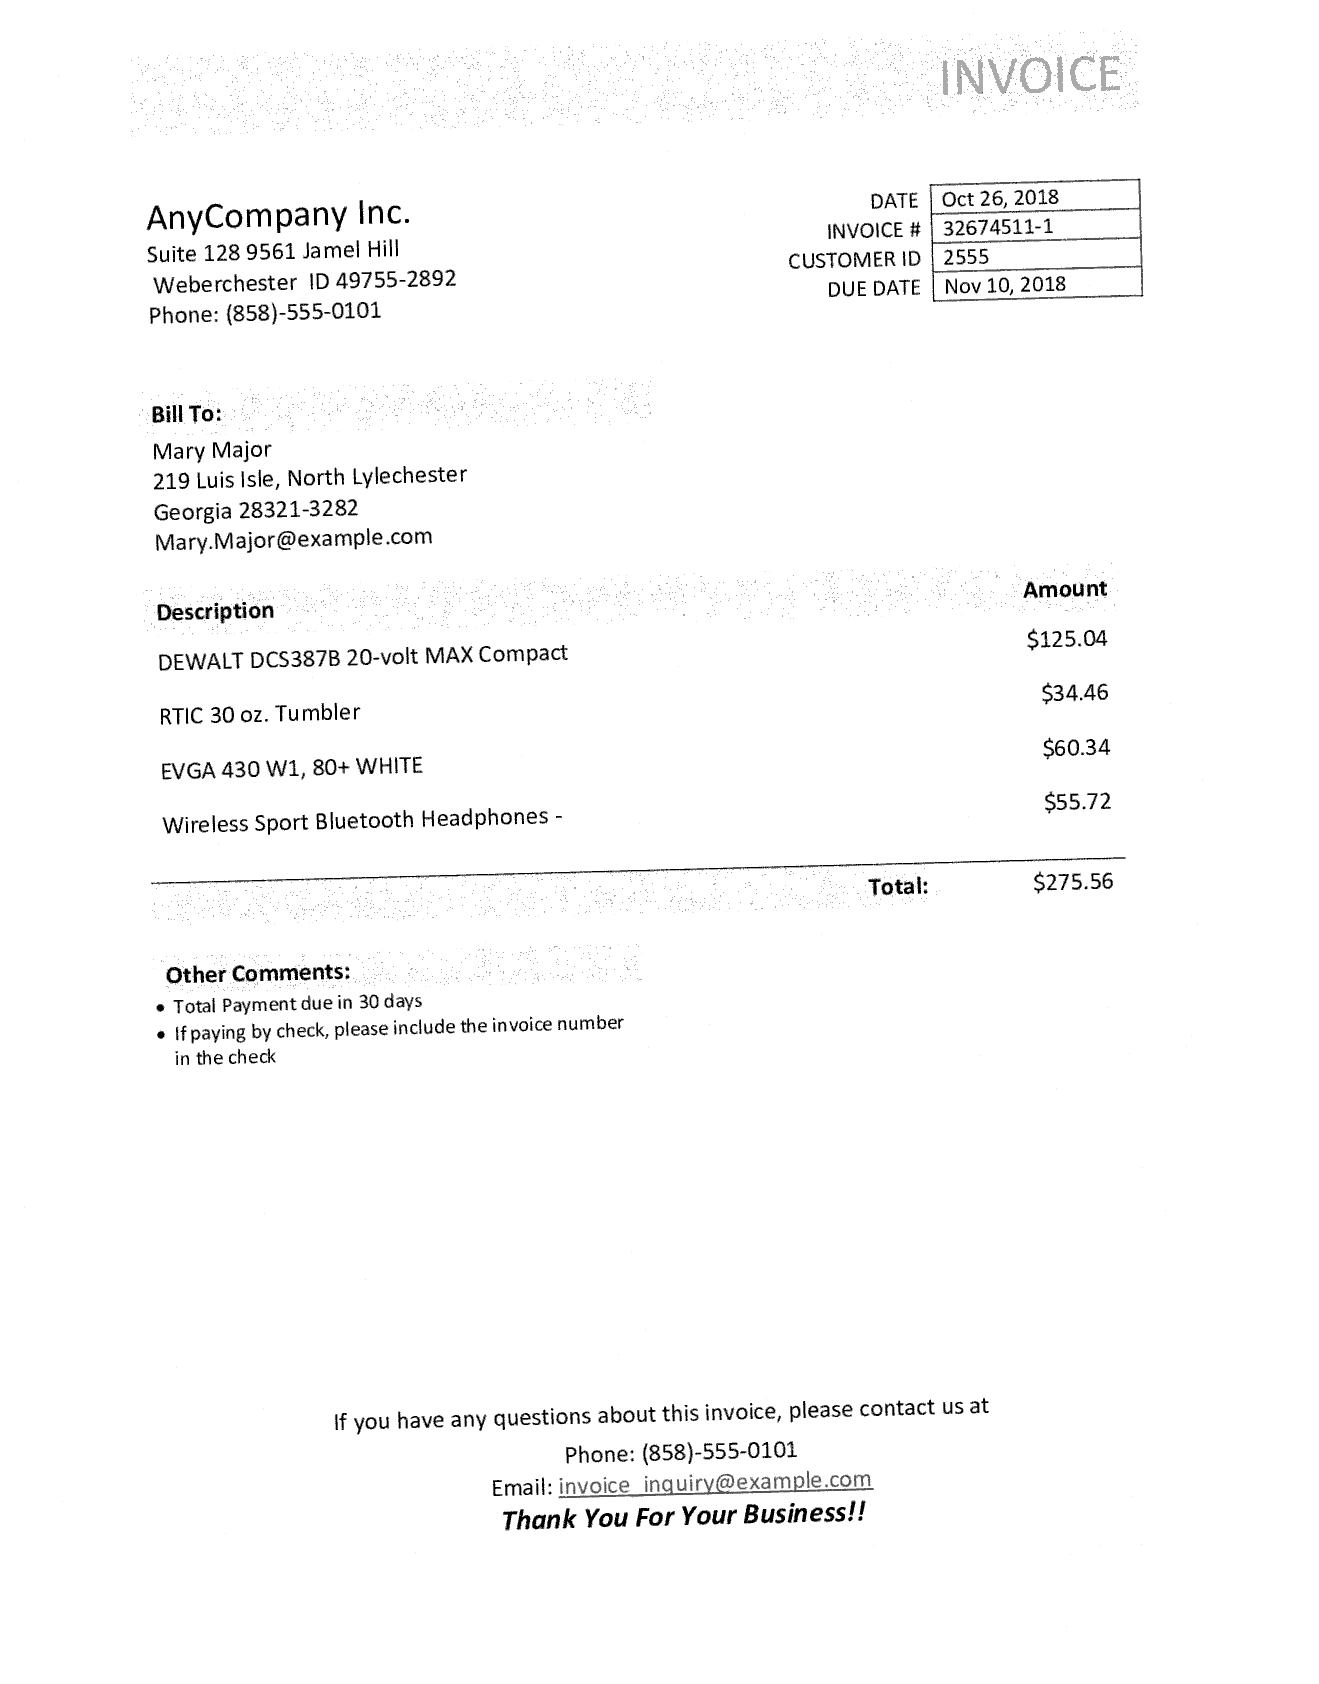 INVOICE
AnyCompany Inc.
Suite 128 9561 Jamel Hill
Weberchester ID 49755-2892
Phone: (858)-555-0101
DATE Oct 26, 2018
INVOICE # 32674511-1
CUSTOMER ID 2555
DUE DATE Nov 10, 2018
Bill To:
Mary Major
219 Luis Isle, North Lylechester
Georgia 28321-3282
Mary.Major@example.com
Description Amount
DEWALT DCS387B 20-volt MAX Compact $125.04
RTIC 30 oz. Tumbler $34.46
EVGA 430 W1, 80+ WHITE $60.34
Wireless Sport Bluetooth Headphones - $55.72
Total: $275.56
Other Comments:
• Total Payment due in 30 days
• If paying by check, please include the invoice number
in the check
If you have any questions about this invoice, please contact us at
Phone: (858)-555-0101
Email: invoice_inquiry@example.com
Thank You For Your Business!!